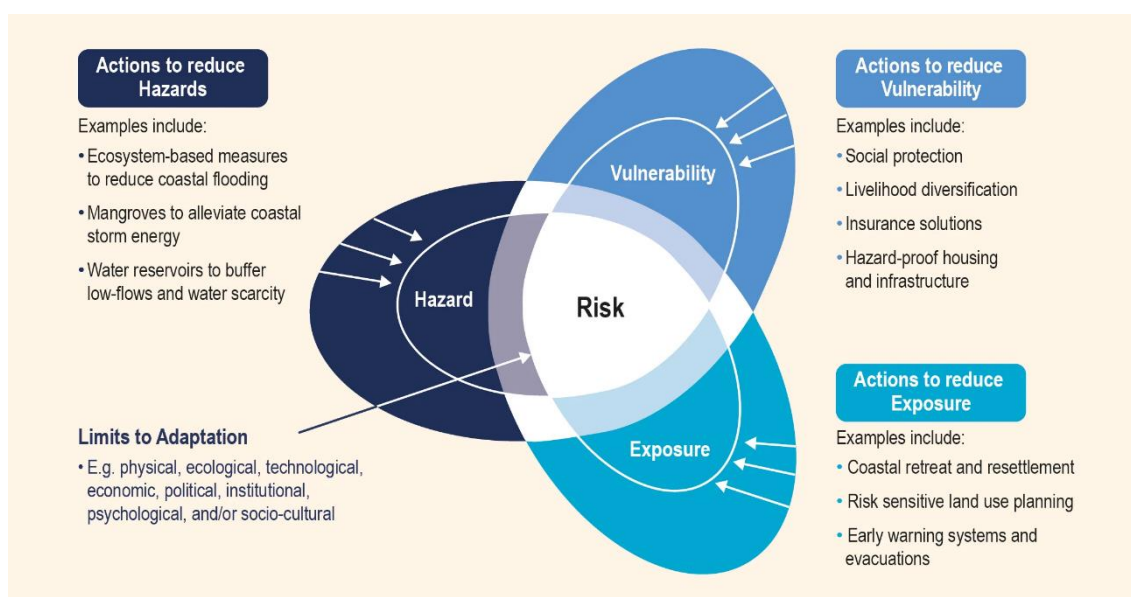 Actions to reduce
Hazards
Examples include:
• Ecosystem-based measures
to reduce coastal flooding
• Mangroves to alleviate coastal
storm energy
• Water reservoirs to buffer
low-flows and water scarcity
Limits to Adaptation
• E.g. physical, ecological, technological,
economic, political, institutional,
psychological, and/or socio-cultural
Vulnerability
Hazard
Risk
Exposure
Actions to reduce
Vulnerability
Examples include:
• Social protection
• Livelihood diversification
• Insurance solutions
• Hazard-proof housing
and infrastructure
Actions to reduce
Exposure
Examples include:
• Coastal retreat and resettlement
• Risk sensitive land use planning
• Early warning systems and
evacuations